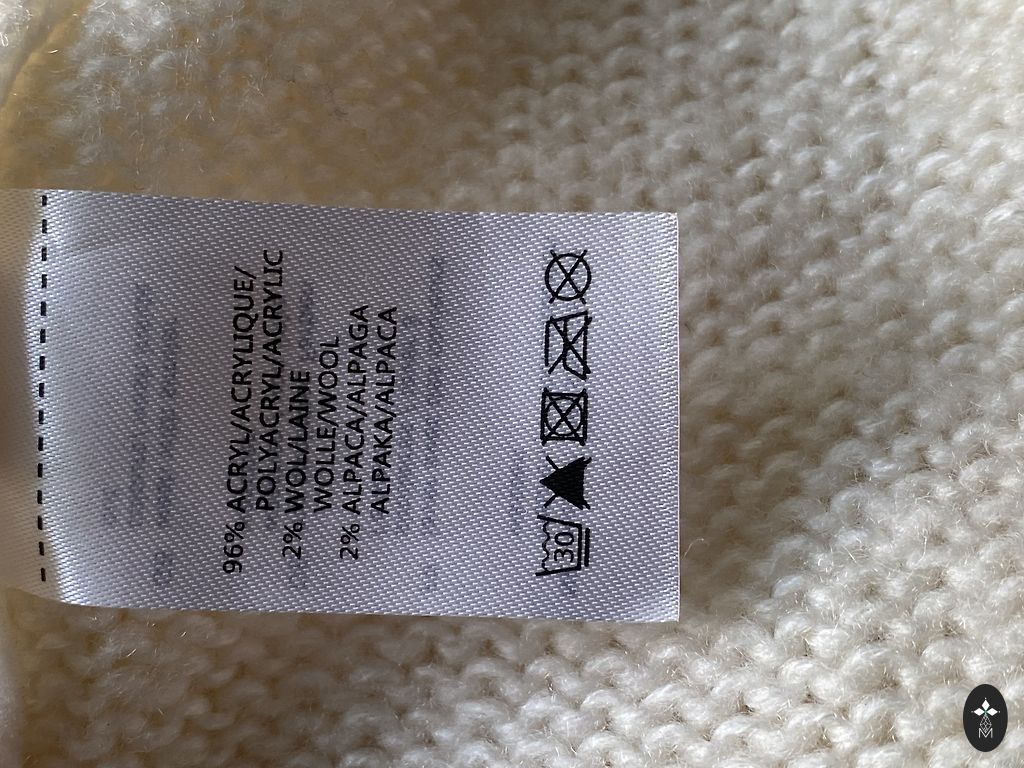 96% ACRYL/ACRYLIQUE/
POLYACRYL/ACRYLIC
2% WOL/LAINE
WOLLE/WOOL
2% ALPACA/ALPAGA
ALPAKA/ALPACA
30
M